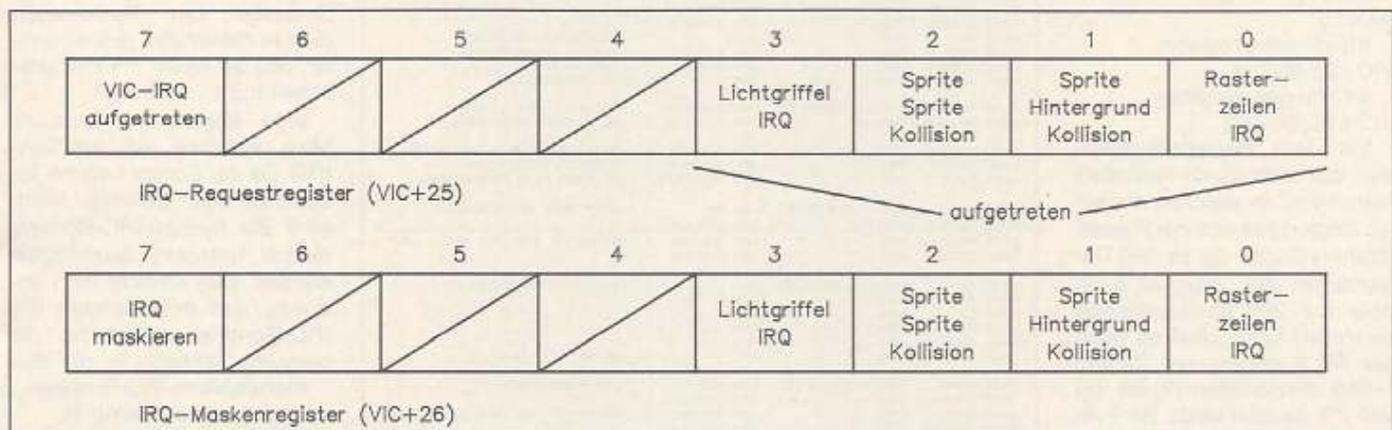 7 6 5 4 3 2 1 0
VIC-IRQ
aufgetreten
Lichtgriffel
IRQ
Sprite
Sprite
Kollision
Sprite
Hintergrund
Kollision
Raster-
zeilen
IRQ
IRQ-Requestregister (VIC+25)
aufgetreten
7 6 5 4 3 2 1 0
IRQ
maskieren
Lichtgriffel
IRQ
Sprite
Sprite
Kollision
Sprite
Hintergrund
Kollision
Raster-
zeilen
IRQ
IRQ-Maskenregister (VIC+26)